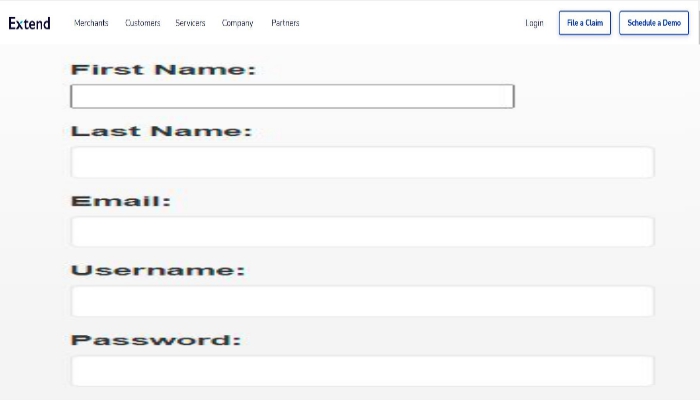 Extend Merchants Customers Servicers Company Partners Login File a Claim Schedule a Demo
First Name:
Last Name:
Email:
Username:
Password: